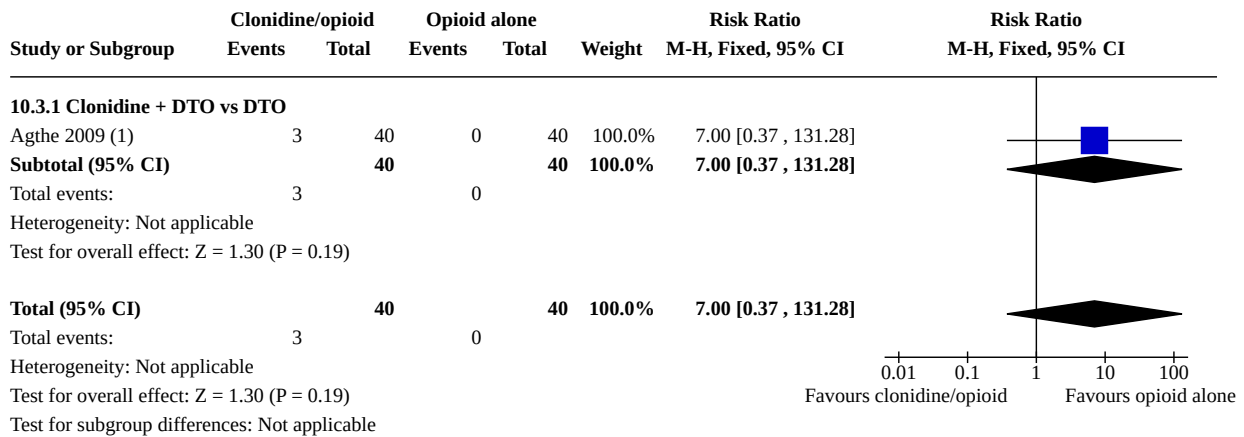 Clonidine/opioid Opioid alone Risk Ratio Risk Ratio
Study or Subgroup Events Total Events Total Weight M-H, Fixed, 95% CI M-H, Fixed, 95% CI
10.3.1 Clonidine + DTO vs DTO
Agthe 2009 (1) 3 40 0 40 100.0% 7.00 [0.37 , 131.28]
Subtotal (95% CI) 40 40 100.0% 7.00 [0.37 , 131.28]
Total events: 3 0
Heterogeneity: Not applicable
Test for overall effect: Z = 1.30 (P = 0.19)
Total (95% CI) 40 40 100.0% 7.00 [0.37 , 131.28]
Total events: 3 0
Heterogeneity: Not applicable
0.01 0.1 1 10 100
Test for overall effect: Z = 1.30 (P = 0.19) Favours clonidine/opioid Favours opioid alone
Test for subgroup differences: Not applicable